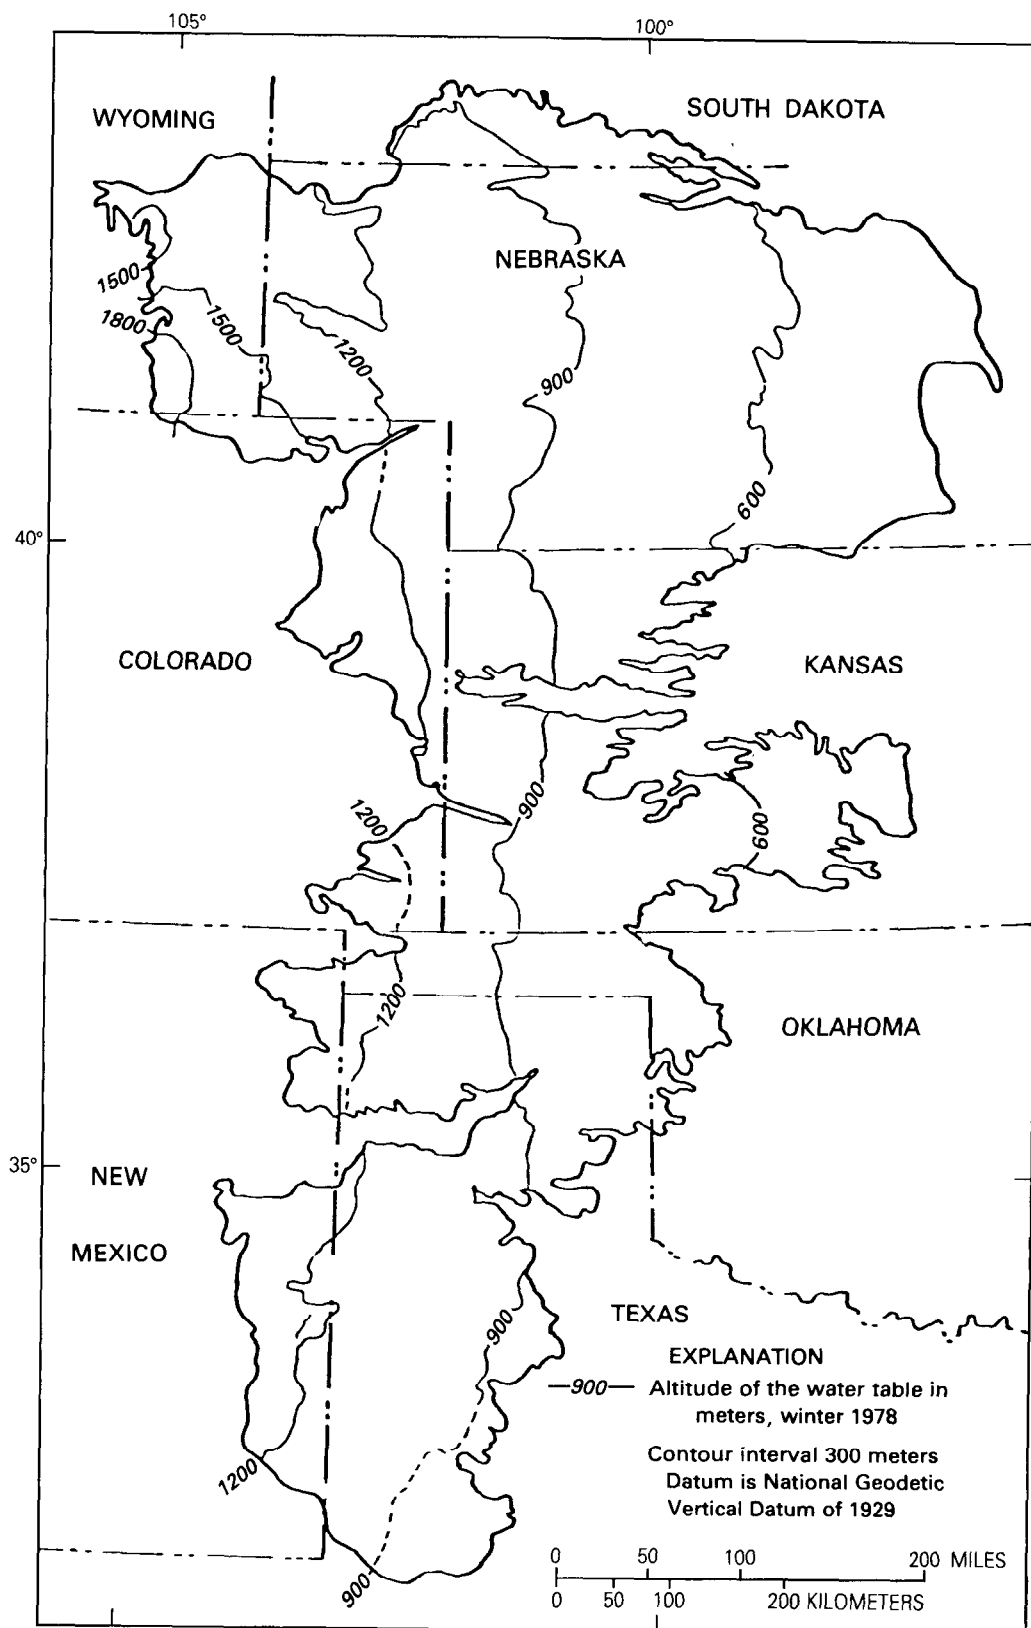 105°
100°
WYOMING
SOUTH DAKOTA
NEBRASKA
1500
1800
1500
1200
900
600
40°
COLORADO
KANSAS
1200
900
600
1200
OKLAHOMA
35°
NEW
MEXICO
TEXAS
900
1200
900
EXPLANATION
—900— Altitude of the water table in
meters, winter 1978
Contour interval 300 meters
Datum is National Geodetic
Vertical Datum of 1929
0 50 100 200 MILES
0 50 100 200 KILOMETERS